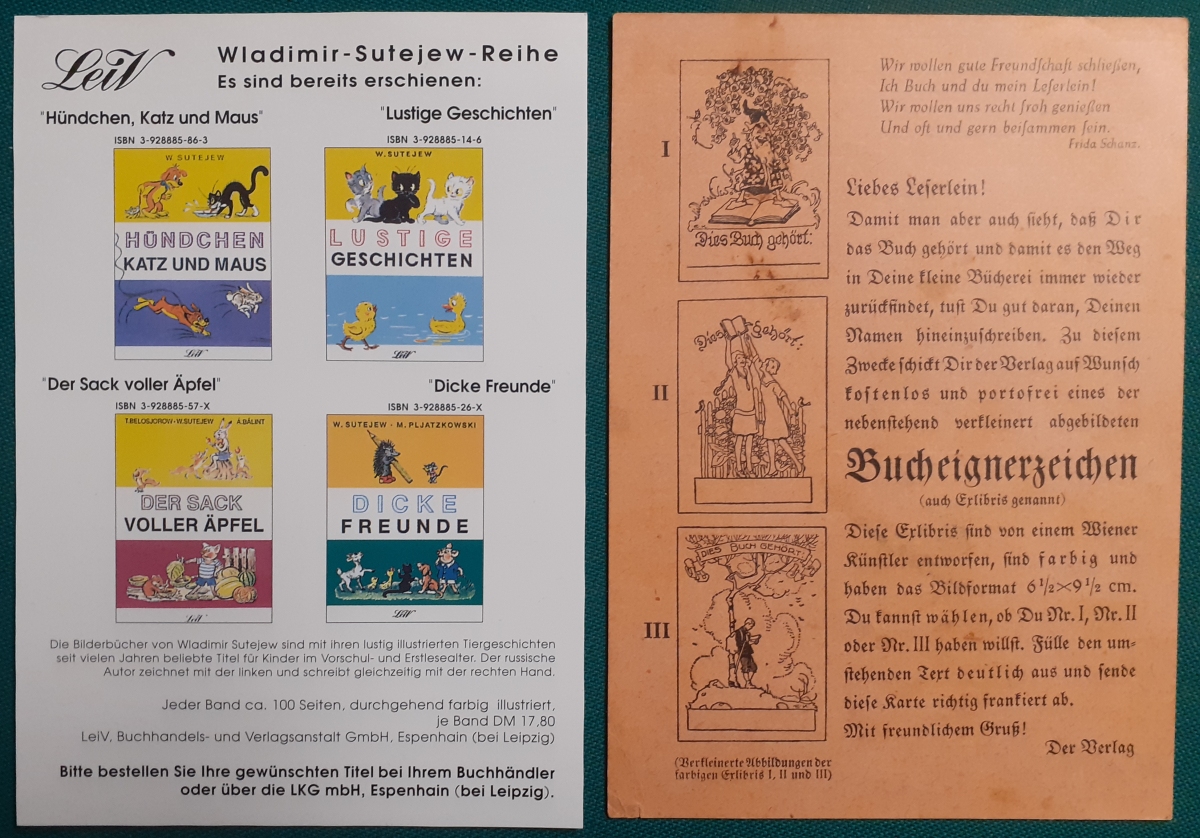 LeiV
Wladimir-Sutejew-Reihe
Es sind bereits erschienen:
"Hündchen, Katz und Maus"
ISBN 3-928885-86-3
W. SUTEJEW
HÜNDCHEN
KATZ UND MAUS
LeiV
"Lustige Geschichten"
ISBN 3-928885-14-6
W. SUTEJEW
LUSTIGE
GESCHICHTEN
LeiV
"Der Sack voller Äpfel"
ISBN 3-928885-57-X
T.BELOSJOROW·W.SUTEJEW A.BÁLINT
DER SACK
VOLLER ÄPFEL
LeiV
"Dicke Freunde"
ISBN 3-928885-26-X
W. SUTEJEW · M. PLJATZKOWSKI
DICKE
FREUNDE
LeiV
Die Bilderbücher von Wladimir Sutejew sind mit ihren lustig illustrierten Tiergeschichten
seit vielen Jahren beliebte Titel für Kinder im Vorschul- und Erstlesealter. Der russische
Autor zeichnet mit der linken und schreibt gleichzeitig mit der rechten Hand.
Jeder Band ca. 100 Seiten, durchgehend farbig illustriert,
je Band DM 17,80
LeiV, Buchhandels- und Verlagsanstalt GmbH, Espenhain (bei Leipzig)
Bitte bestellen Sie Ihre gewünschten Titel bei Ihrem Buchhändler
oder über die LKG mbH, Espenhain (bei Leipzig).
I
Dies Buch gehört:
II
Dies gehört:
III
DIES BUCH GEHÖRT:
(Verkleinerte Abbildungen der
farbigen Exlibris I, II und III)
Wir wollen gute Freundſchaft ſchließen,
Ich Buch und du mein Leſerlein!
Wir wollen uns recht froh genießen
Und oft und gern beiſammen ſein.
Frida Schanz.
Liebes Leſerlein!
Damit man aber auch ſieht, daß Dir
das Buch gehört und damit es den Weg
in Deine kleine Bücherei immer wieder
zurückfindet, tuſt Du gut daran, Deinen
Namen hineinzuſchreiben. Zu dieſem
Zwecke ſchickt Dir der Verlag auf Wunſch
koſtenlos und portofrei eines der
nebenſtehend verkleinert abgebildeten
Bucheignerzeichen
(auch Exlibris genannt)
Dieſe Exlibris ſind von einem Wiener
Künſtler entworfen, ſind farbig und
haben das Bildformat 6½×9½ cm.
Du kannſt wählen, ob Du Nr. I, Nr. II
oder Nr. III haben willſt. Fülle den um-
ſtehenden Text deutlich aus und ſende
dieſe Karte richtig frankiert ab.
Mit freundlichem Gruß!
Der Verlag